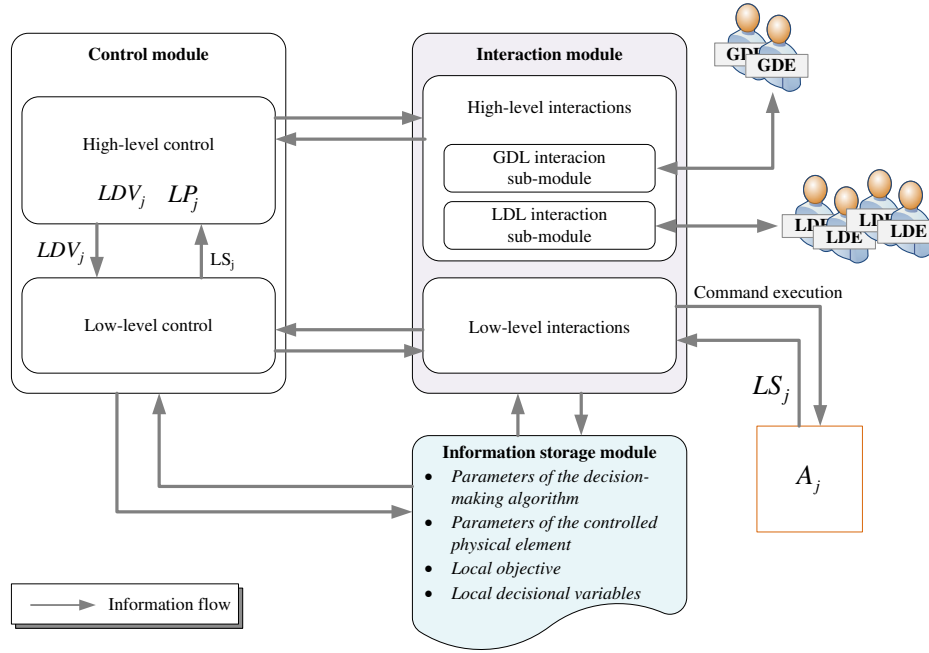 Control module
High-level control
LDV_j LP_j
LDV_j
LS_j
Low-level control
Interaction module
High-level interactions
GDL interacion
sub-module
LDL interaction
sub-module
Low-level interactions
GDE
GDE
LDE
LDE
LDE
LDE
Command execution
LS_j
A_j
Information storage module
• Parameters of the decision-
making algorithm
• Parameters of the controlled
physical element
• Local objective
• Local decisional variables
Information flow